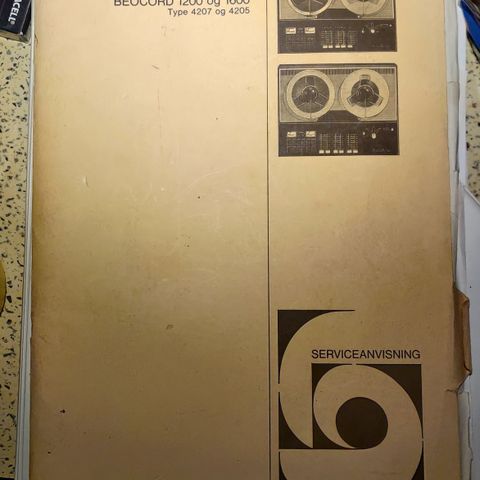 BEOCORD 1200 og 1600
Type 4207 og 4205
SERVICEANVISNING